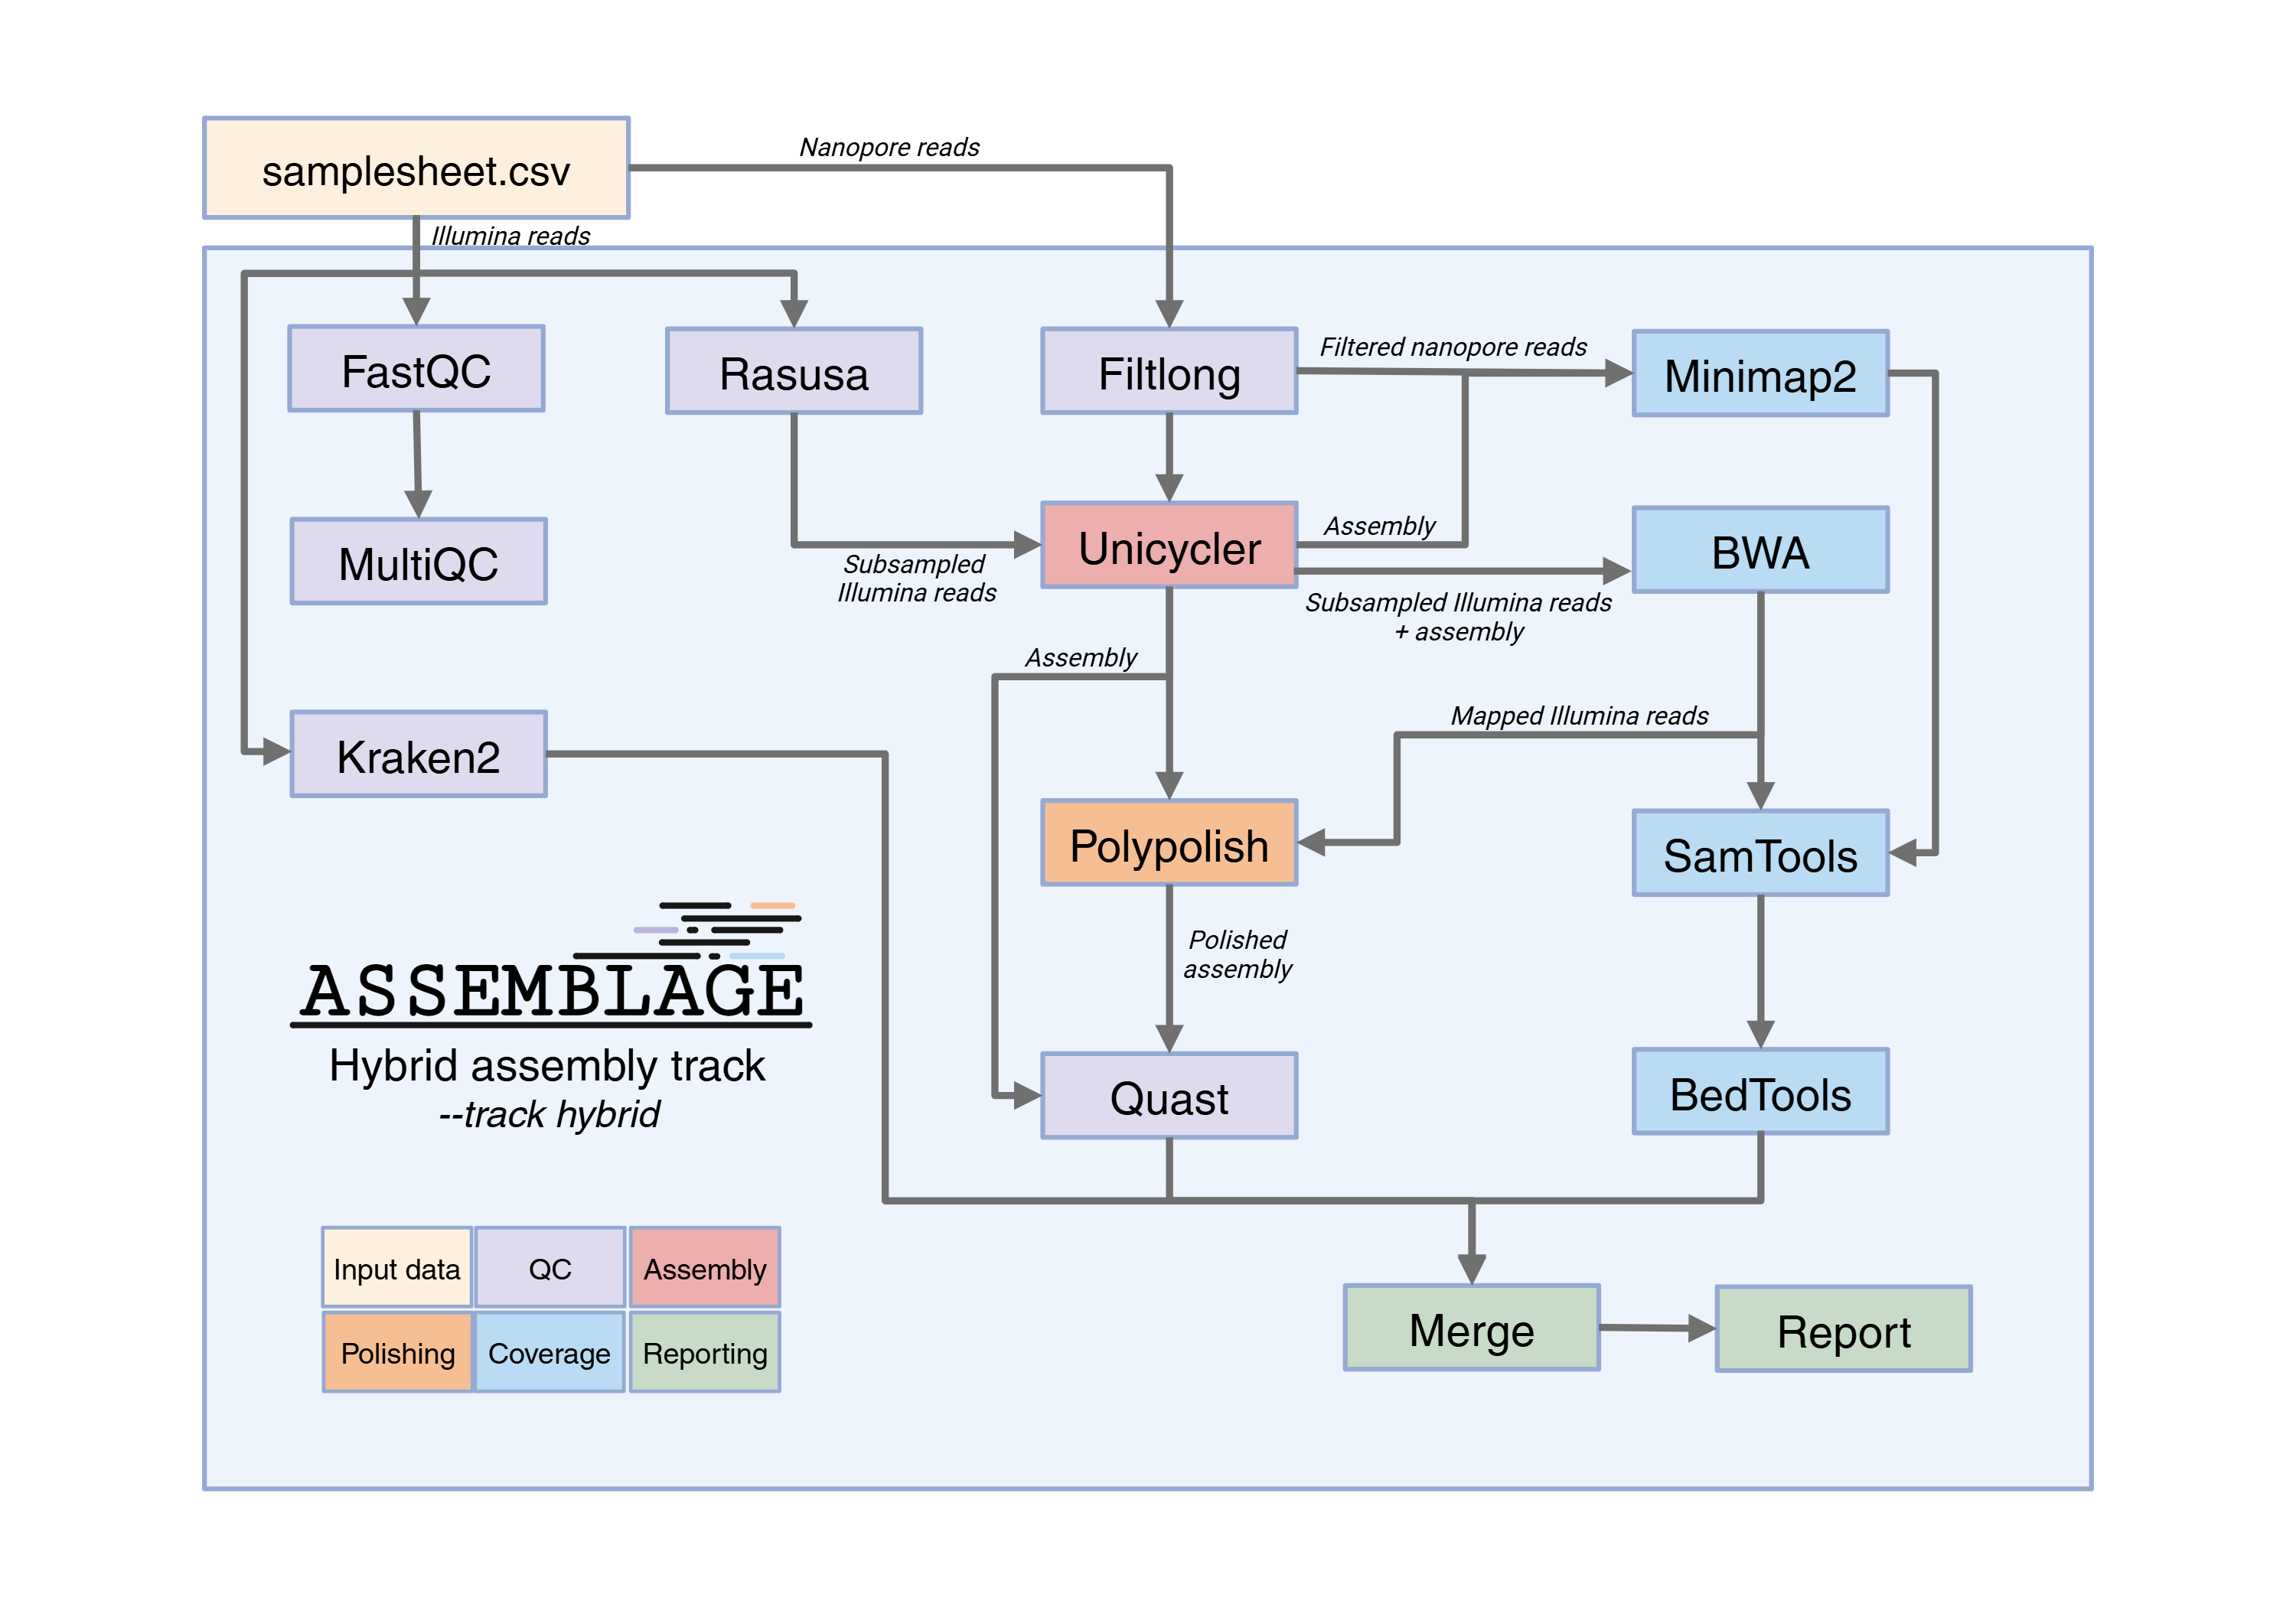 samplesheet.csv
Nanopore reads
Illumina reads
FastQC
Rasusa
Filtlong
Filtered nanopore reads
Minimap2
MultiQC
Subsampled
Illumina reads
Unicycler
Assembly
BWA
Subsampled Illumina reads
+ assembly
Assembly
Mapped Illumina reads
Kraken2
Polypolish
SamTools
Polished
assembly
ASSEMBLAGE
Hybrid assembly track
--track hybrid
Quast
BedTools
Input data
QC
Assembly
Polishing
Coverage
Reporting
Merge
Report